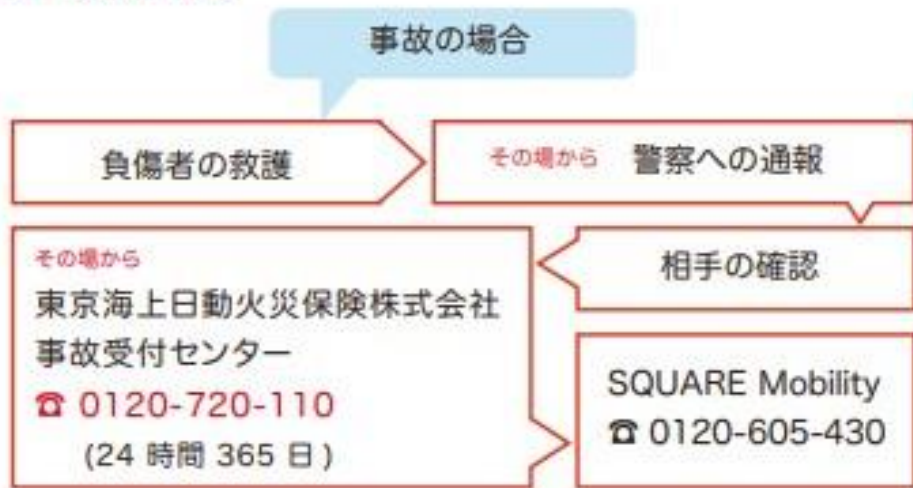 事故の場合
負傷者の救護
その場から 警察への通報
相手の確認
その場から
東京海上日動火災保険株式会社
事故受付センター
☎ 0120-720-110
(24 時間 365 日)
SQUARE Mobility
☎ 0120-605-430